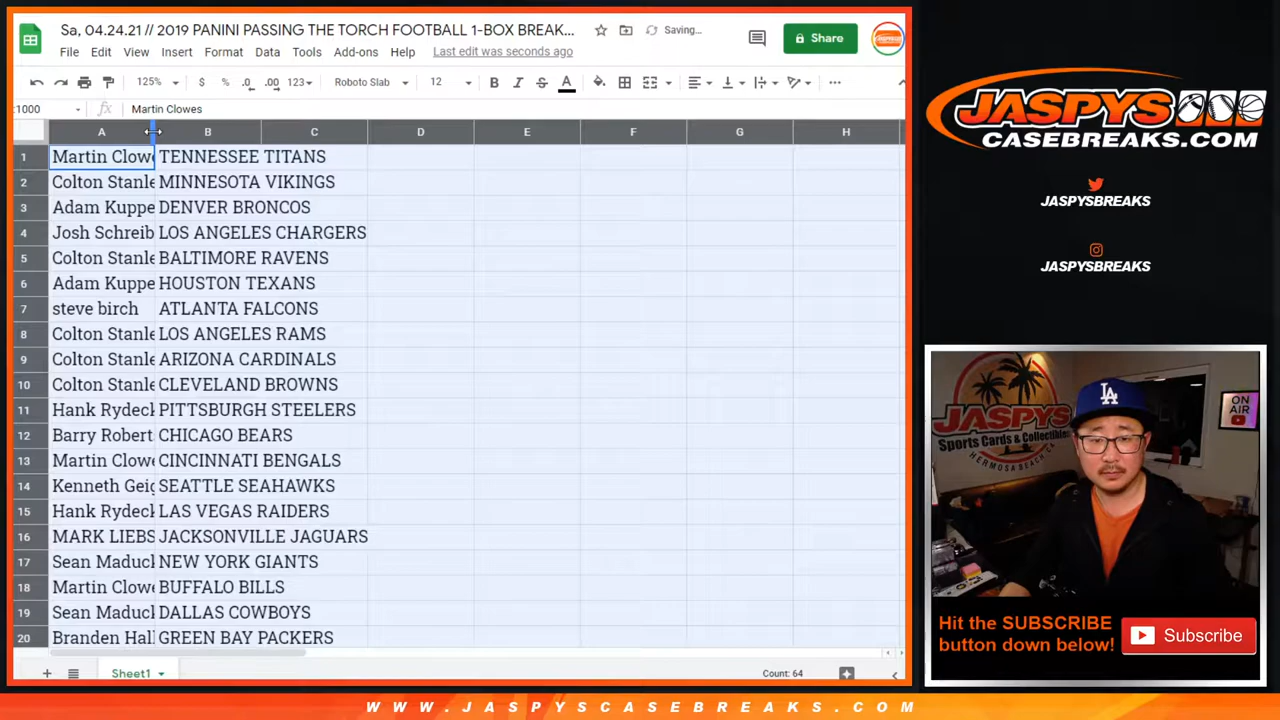 Sa, 04.24.21 // 2019 PANINI PASSING THE TORCH FOOTBALL 1-BOX BREAK...
Saving...
Share
File Edit View Insert Format Data Tools Add-ons Help Last edit was seconds ago
125% $ % .0 .00 123 Roboto Slab 12 B I S A
:1000 fx Martin Clowes
A B C D E F G H
1 Martin Clowe TENNESSEE TITANS
2 Colton Stanle MINNESOTA VIKINGS
3 Adam Kuppe DENVER BRONCOS
4 Josh Schreib LOS ANGELES CHARGERS
5 Colton Stanle BALTIMORE RAVENS
6 Adam Kuppe HOUSTON TEXANS
7 steve birch ATLANTA FALCONS
8 Colton Stanle LOS ANGELES RAMS
9 Colton Stanle ARIZONA CARDINALS
10 Colton Stanle CLEVELAND BROWNS
11 Hank Rydeck PITTSBURGH STEELERS
12 Barry Robert CHICAGO BEARS
13 Martin Clowe CINCINNATI BENGALS
14 Kenneth Geig SEATTLE SEAHAWKS
15 Hank Rydeck LAS VEGAS RAIDERS
16 MARK LIEBS JACKSONVILLE JAGUARS
17 Sean Maduck NEW YORK GIANTS
18 Martin Clowe BUFFALO BILLS
19 Sean Maduck DALLAS COWBOYS
20 Branden Hall GREEN BAY PACKERS
Sheet1
Count: 64
JASPYS
CASEBREAKS.COM
JASPYSBREAKS
JASPYSBREAKS
JASPYS
Sports Cards & Collectibles
HERMOSA BEACH CA
LA
ON
AIR
Hit the SUBSCRIBE
button down below!
Subscribe
WWW.JASPYSCASEBREAKS.COM